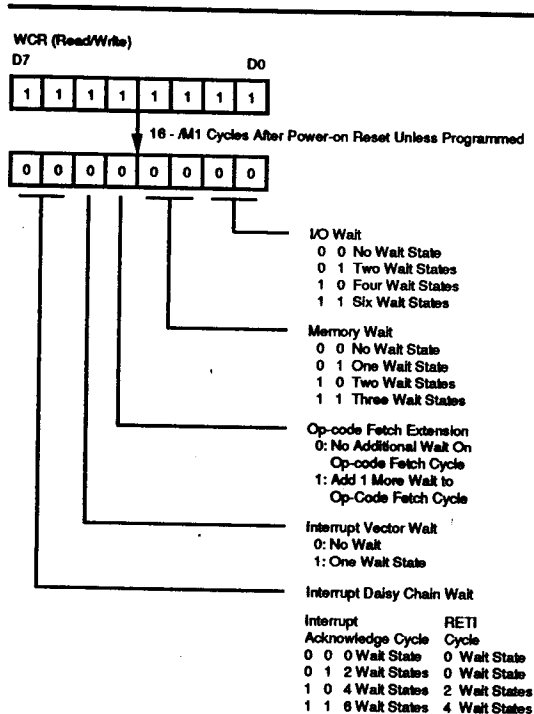 WCR (Read/Write)
D7 D0
1 1 1 1 1 1 1 1
16 - /M1 Cycles After Power-on Reset Unless Programmed
0 0 0 0 0 0 0 0
I/O Wait
0 0 No Wait State
0 1 Two Wait States
1 0 Four Wait States
1 1 Six Wait States
Memory Wait
0 0 No Wait State
0 1 One Wait State
1 0 Two Wait States
1 1 Three Wait States
Op-code Fetch Extension
0: No Additional Wait On
Op-code Fetch Cycle
1: Add 1 More Wait to
Op-Code Fetch Cycle
Interrupt Vector Wait
0: No Wait
1: One Wait State
Interrupt Daisy Chain Wait
Interrupt RETI
Acknowledge Cycle Cycle
0 0 0 Wait State 0 Wait State
0 1 2 Wait States 0 Wait State
1 0 4 Wait States 2 Wait States
1 1 6 Wait States 4 Wait States